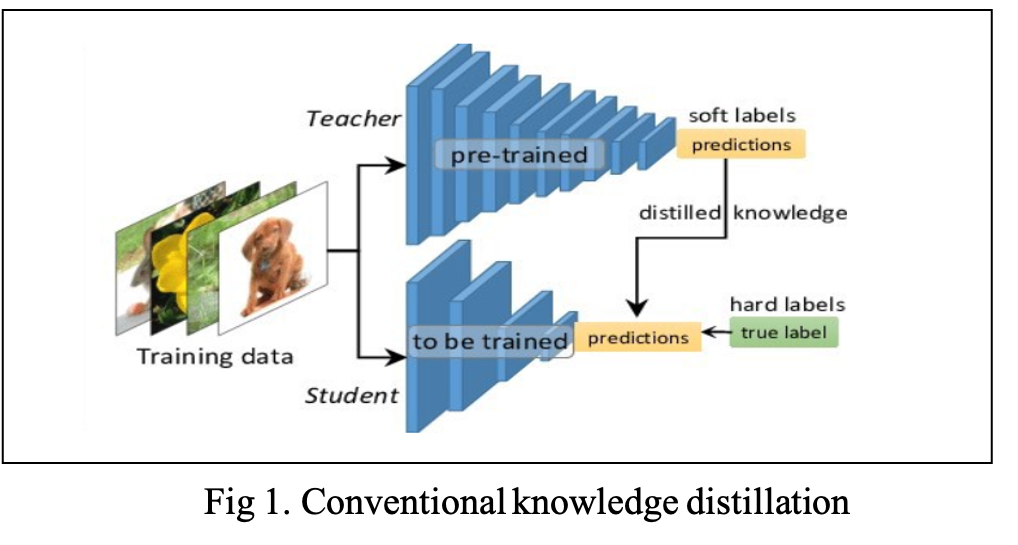 Teacher
pre-trained
soft labels
predictions
distilled knowledge
Training data
to be trained
Student
predictions
hard labels
true label
Fig 1. Conventional knowledge distillation